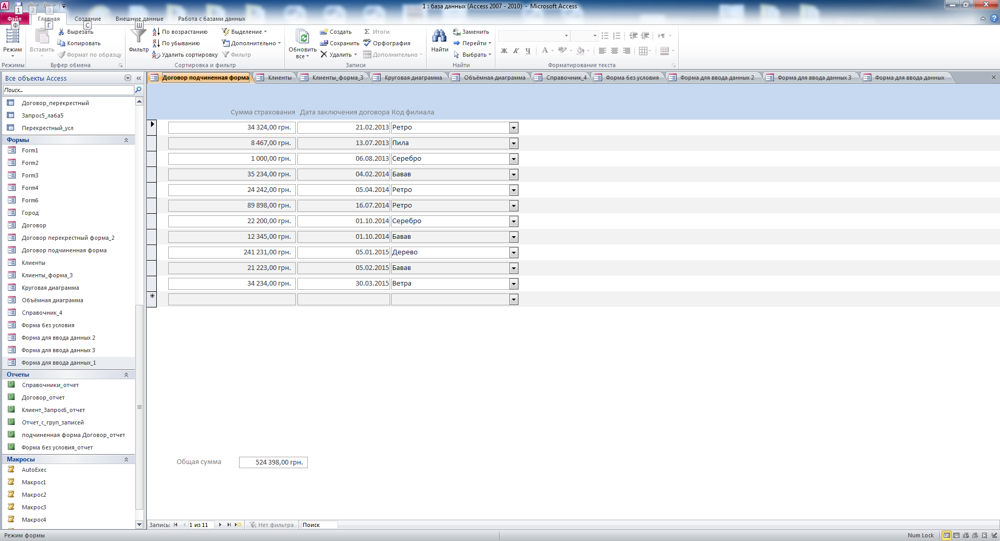 1 : база данных (Access 2007 - 2010) - Microsoft Access
1 2 3
Файл Главная Создание Внешние данные Работа с базами данных
Ф Г С Ш
Режим
Режимы
Вставить
Вырезать
Копировать
Формат по образцу
Буфер обмена
Фильтр
По возрастанию
По убыванию
Удалить сортировку
Выделение
Дополнительно
Фильтр
Сортировка и фильтр
Обновить
все
Создать
Сохранить
Удалить
Итоги
Орфография
Дополнительно
Записи
Найти
Заменить
Перейти
Выбрать
Найти
Ж К Ч А
Форматирование текста
Все объекты Access
Поиск...
Договор_перекрестный
Запрос5_лаба5
Перекрестный_усл
Формы
Form1
Form2
Form3
Form4
Form6
Город
Договор
Договор перекрестный форма_2
Договор подчиненная форма
Клиенты
Клиенты_форма_3
Круговая диаграмма
Объёмная диаграмма
Справочник_4
Форма без условия
Форма для ввода данных 2
Форма для ввода данных 3
Форма для ввода данных_1
Отчеты
Справочники_отчет
Договор_отчет
Клиент_Запрос6_отчет
Отчет_с_груп_записей
подчиненная форма Договор_отчет
Форма без условия_отчет
Макросы
AutoExec
Макрос1
Макрос2
Макрос3
Макрос4
Договор подчиненная форма Клиенты Клиенты_форма_3 Круговая диаграмма Объёмная диаграмма Справочник_4 Форма без условия Форма для ввода данных 2 Форма для ввода данных 3 Форма для ввода данных
Сумма страхования Дата заключения договора Код филиала
34 324,00 грн. 21.02.2013 Ретро
8 467,00 грн. 13.07.2013 Пила
1 000,00 грн. 06.08.2013 Серебро
35 234,00 грн. 04.02.2014 Бавав
24 242,00 грн. 05.04.2014 Ретро
89 898,00 грн. 16.07.2014 Ретро
22 200,00 грн. 01.10.2014 Серебро
12 345,00 грн. 01.10.2014 Бавав
241 231,00 грн. 05.01.2015 Дерево
21 223,00 грн. 05.02.2015 Бавав
34 234,00 грн. 30.03.2015 Ветра
Общая сумма 524 398,00 грн.
Запись: 1 из 11 Нет фильтра Поиск
Режим формы Num Lock